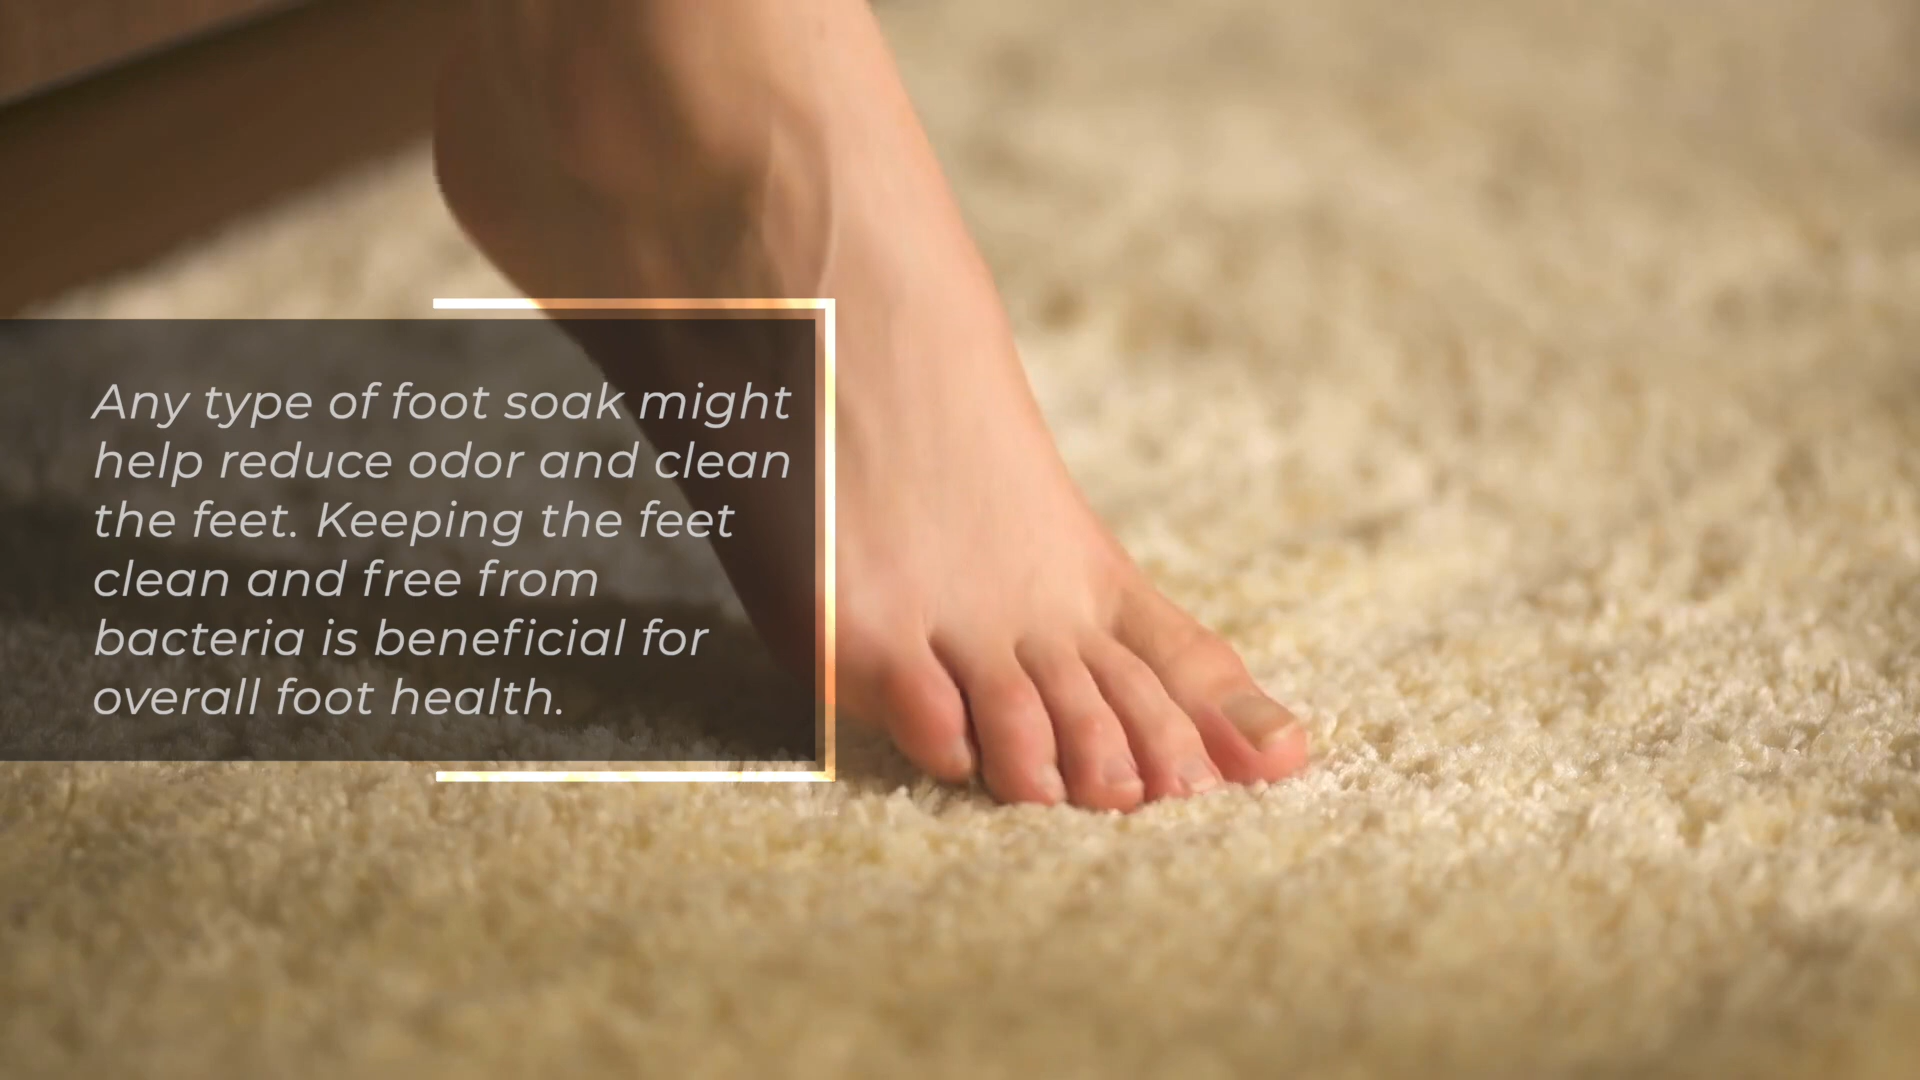 Any type of foot soak might
help reduce odor and clean
the feet. Keeping the feet
clean and free from
bacteria is beneficial for
overall foot health.